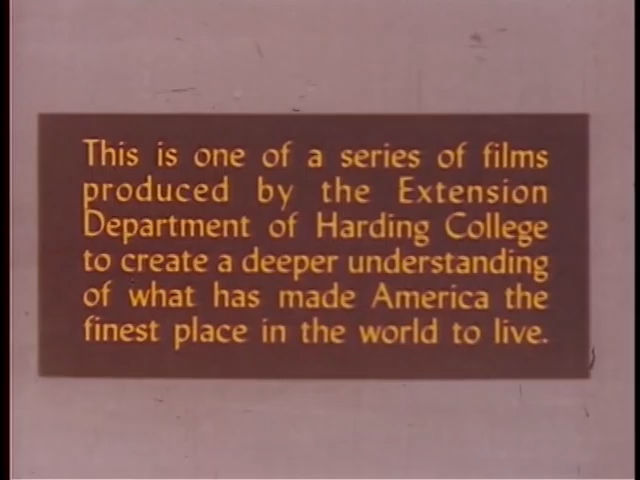 This is one of a series of films
produced by the Extension
Department of Harding College
to create a deeper understanding
of what has made America the
finest place in the world to live.